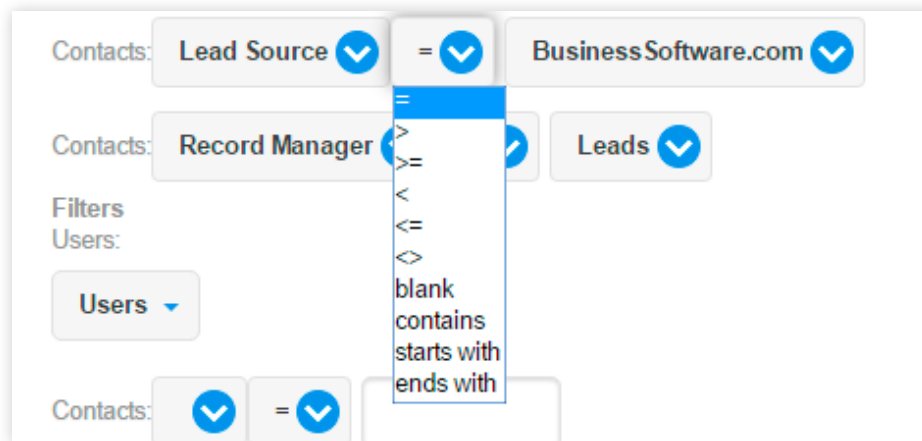 Contacts: Lead Source = BusinessSoftware.com
=
>
Contacts: Record Manager Leads
>=
<
Filters
<=
Users:
<>
blank
Users
contains
starts with
ends with
Contacts: =